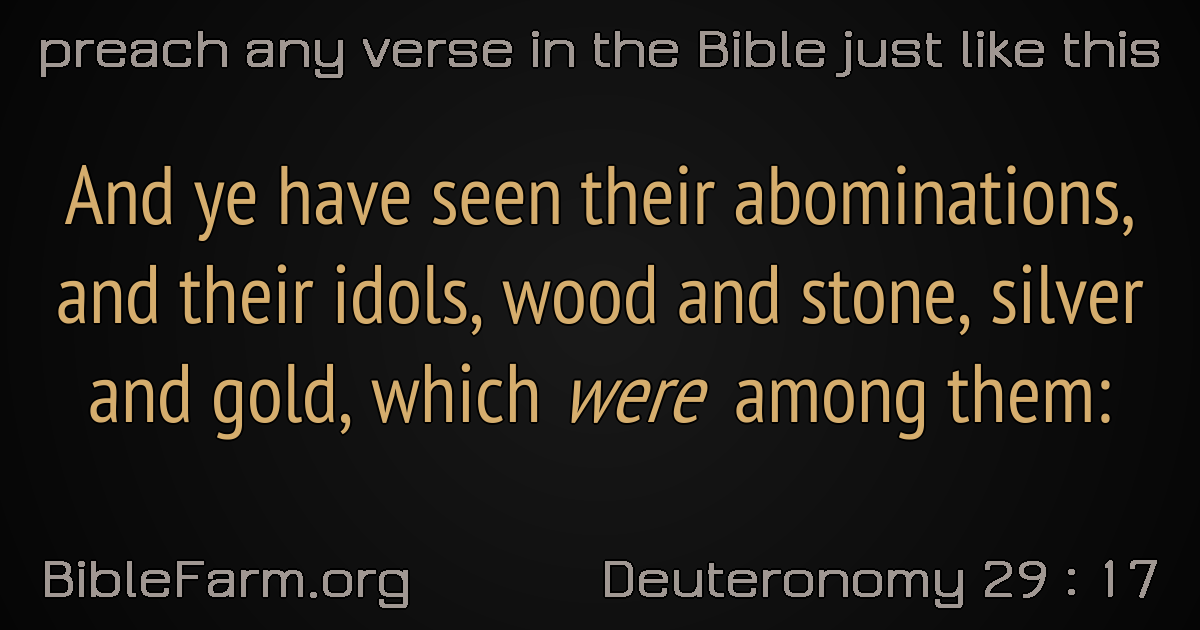 preach any verse in the Bible just like this
And ye have seen their abominations,
and their idols, wood and stone, silver
and gold, which were among them:
BibleFarm.org
Deuteronomy 29 : 17